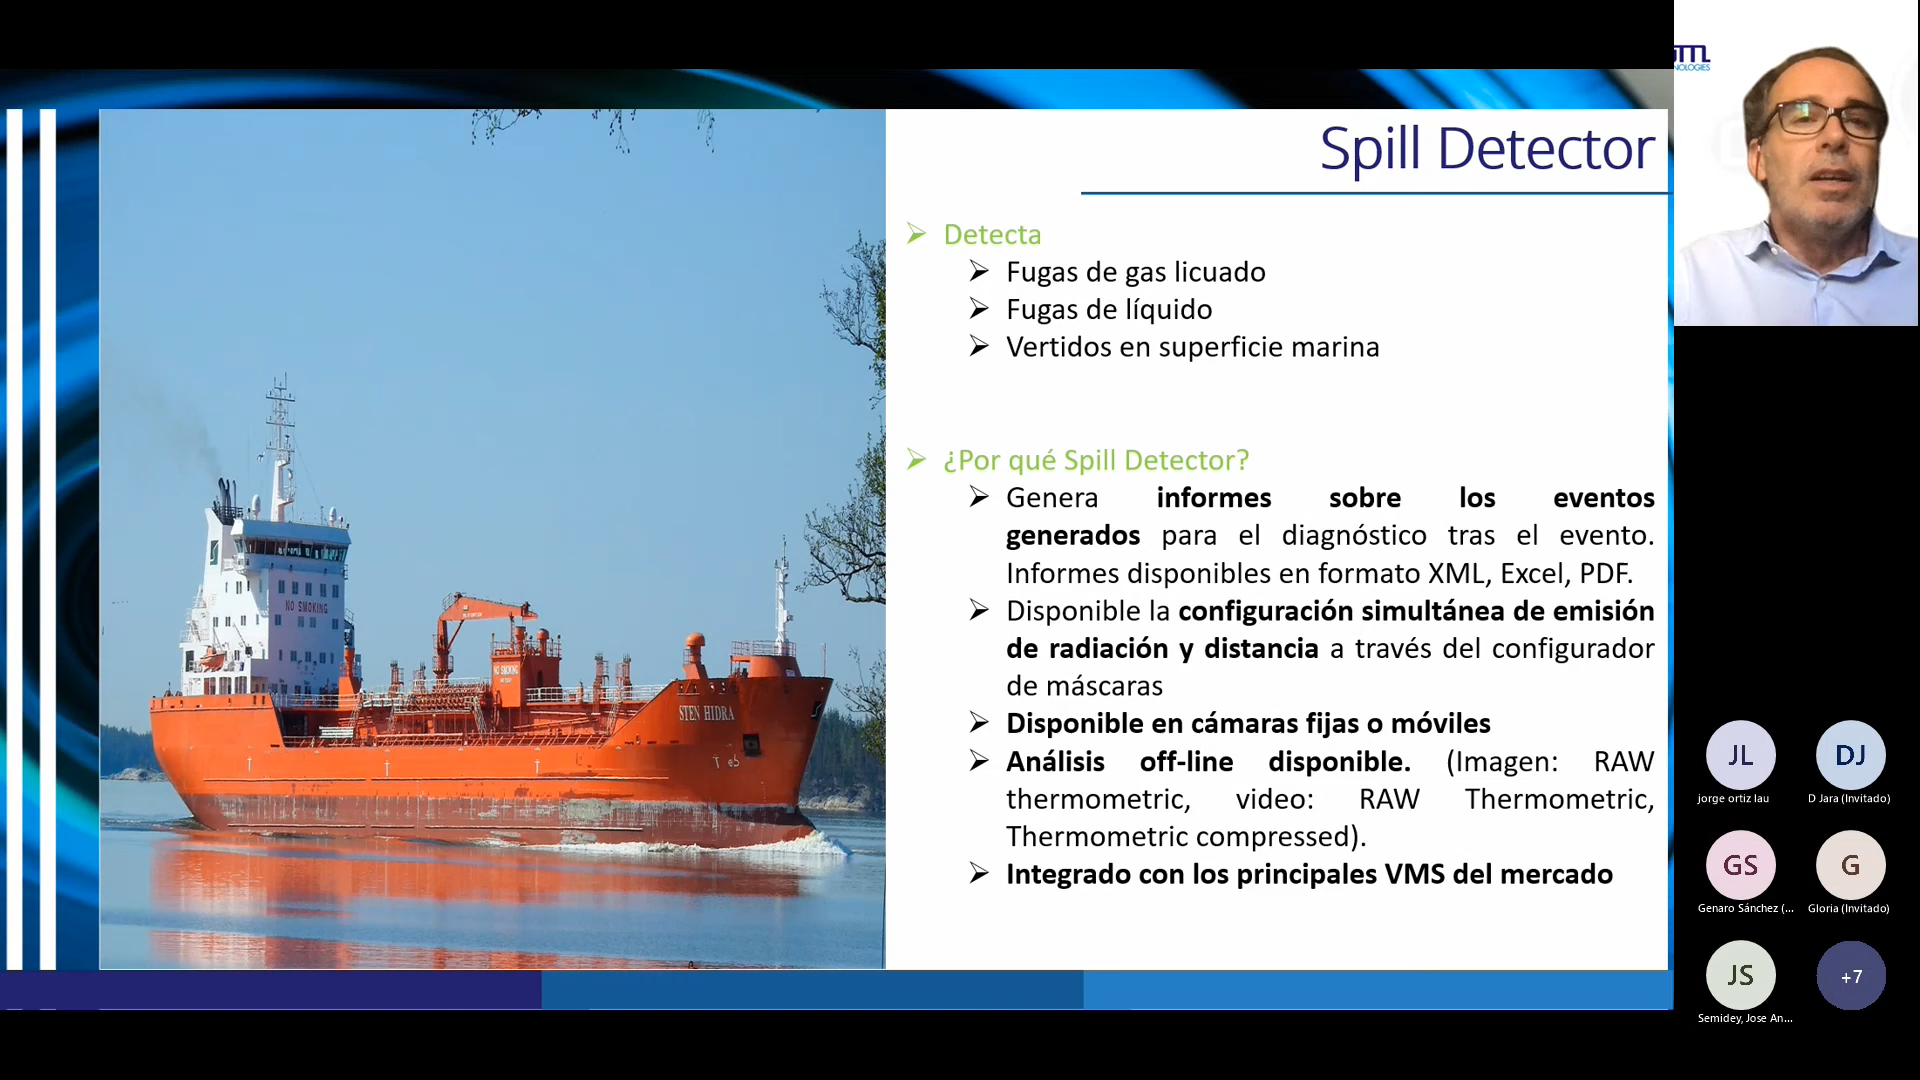 Spill Detector
Detecta
Fugas de gas licuado
Fugas de líquido
Vertidos en superficie marina
¿Por qué Spill Detector?
Genera informes sobre los eventos
generados para el diagnóstico tras el evento.
Informes disponibles en formato XML, Excel, PDF.
Disponible la configuración simultánea de emisión
de radiación y distancia a través del configurador
de máscaras
Disponible en cámaras fijas o móviles
Análisis off-line disponible. (Imagen: RAW
thermometric, video: RAW Thermometric,
Thermometric compressed).
Integrado con los principales VMS del mercado
NO SMOKING
NO SMOKING
STEN HIDRA
JL
jorge ortiz lau
DJ
D Jara (Invitado)
GS
Genaro Sánchez (...
G
Gloria (Invitado)
JS
Semidey, Jose An...
+7